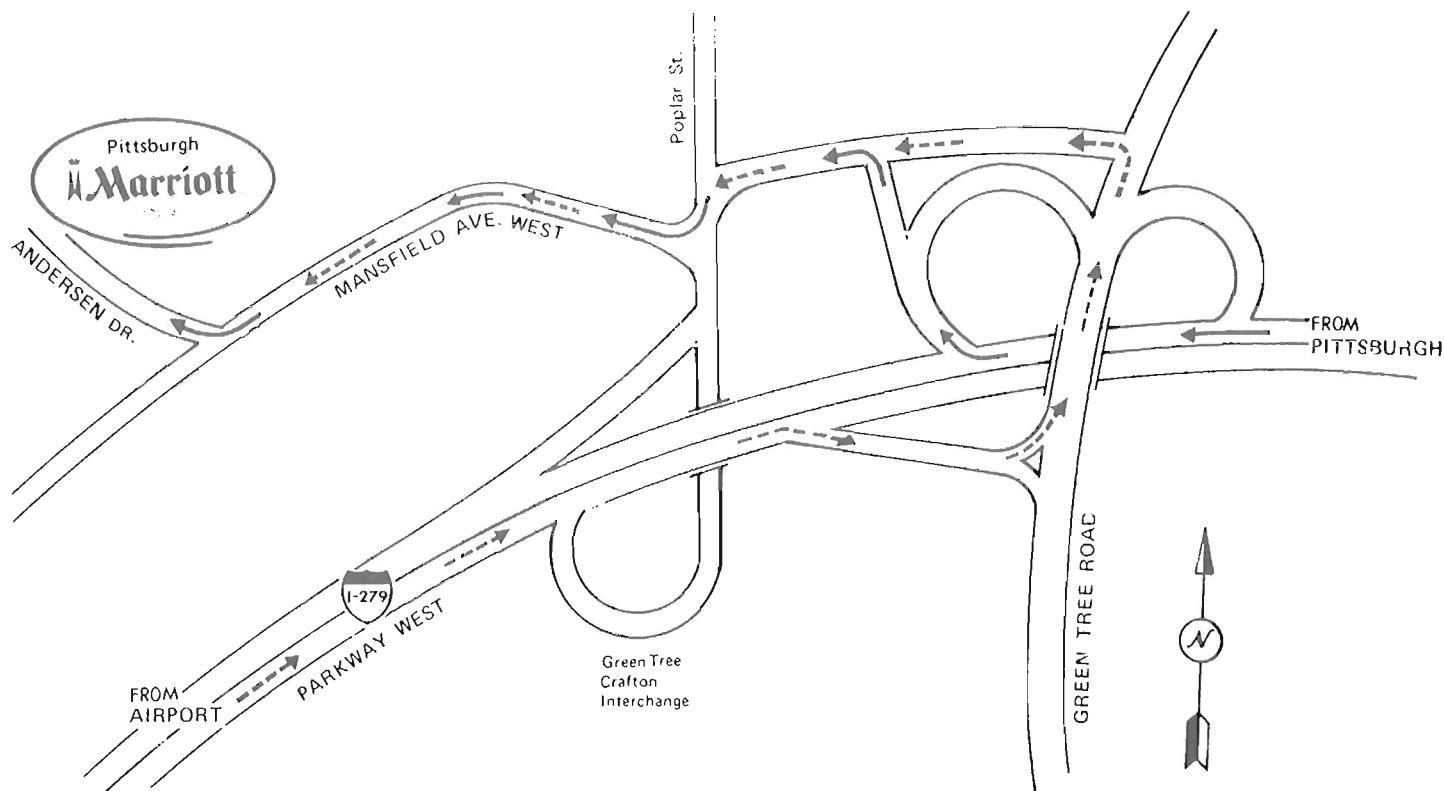 Poplar St.
Pittsburgh
Marriott
MANSFIELD AVE. WEST
ANDERSEN DR.
FROM
PITTSBURGH
I-279
PARKWAY WEST
FROM
AIRPORT
Green Tree
Crafton
Interchange
GREEN TREE ROAD
N